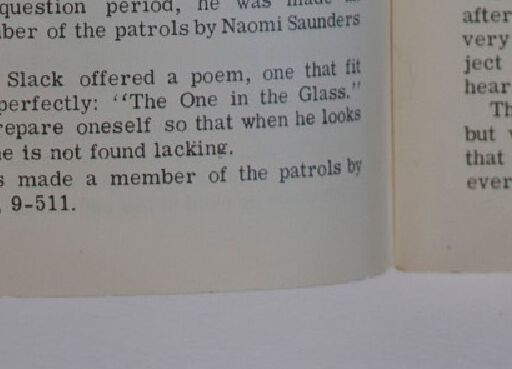 question period, he was made
ber of the patrols by Naomi Saunders
Slack offered a poem, one that fit
perfectly: "The One in the Glass."
repare oneself so that when he looks
e is not found lacking.
s made a member of the patrols by
9-511.
after
very
ject
hear
Th
but
that
ever